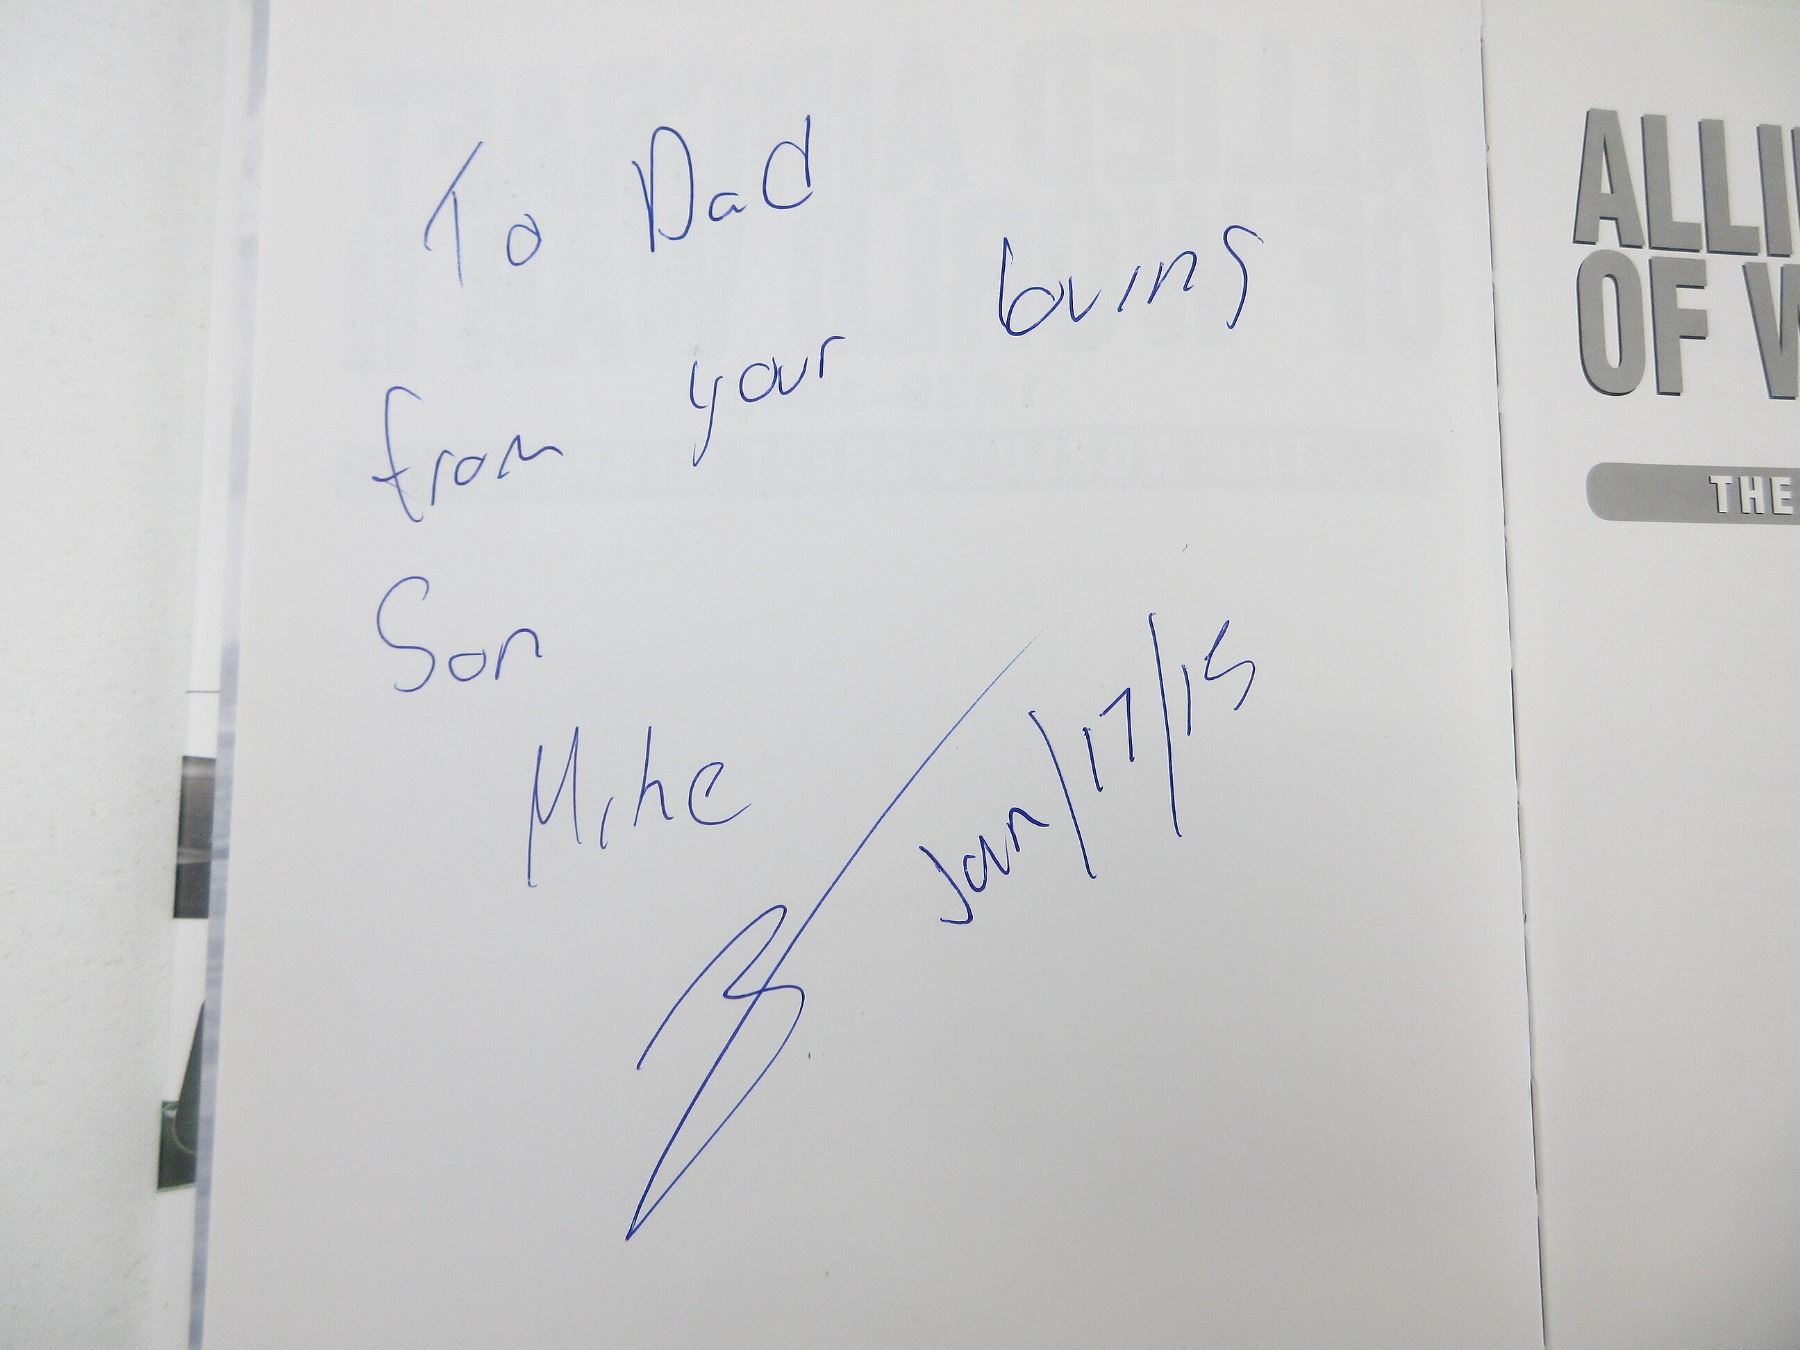 To Dad
from your loving
Son
Mike
Jan/17/15
ALLI
OF
THE